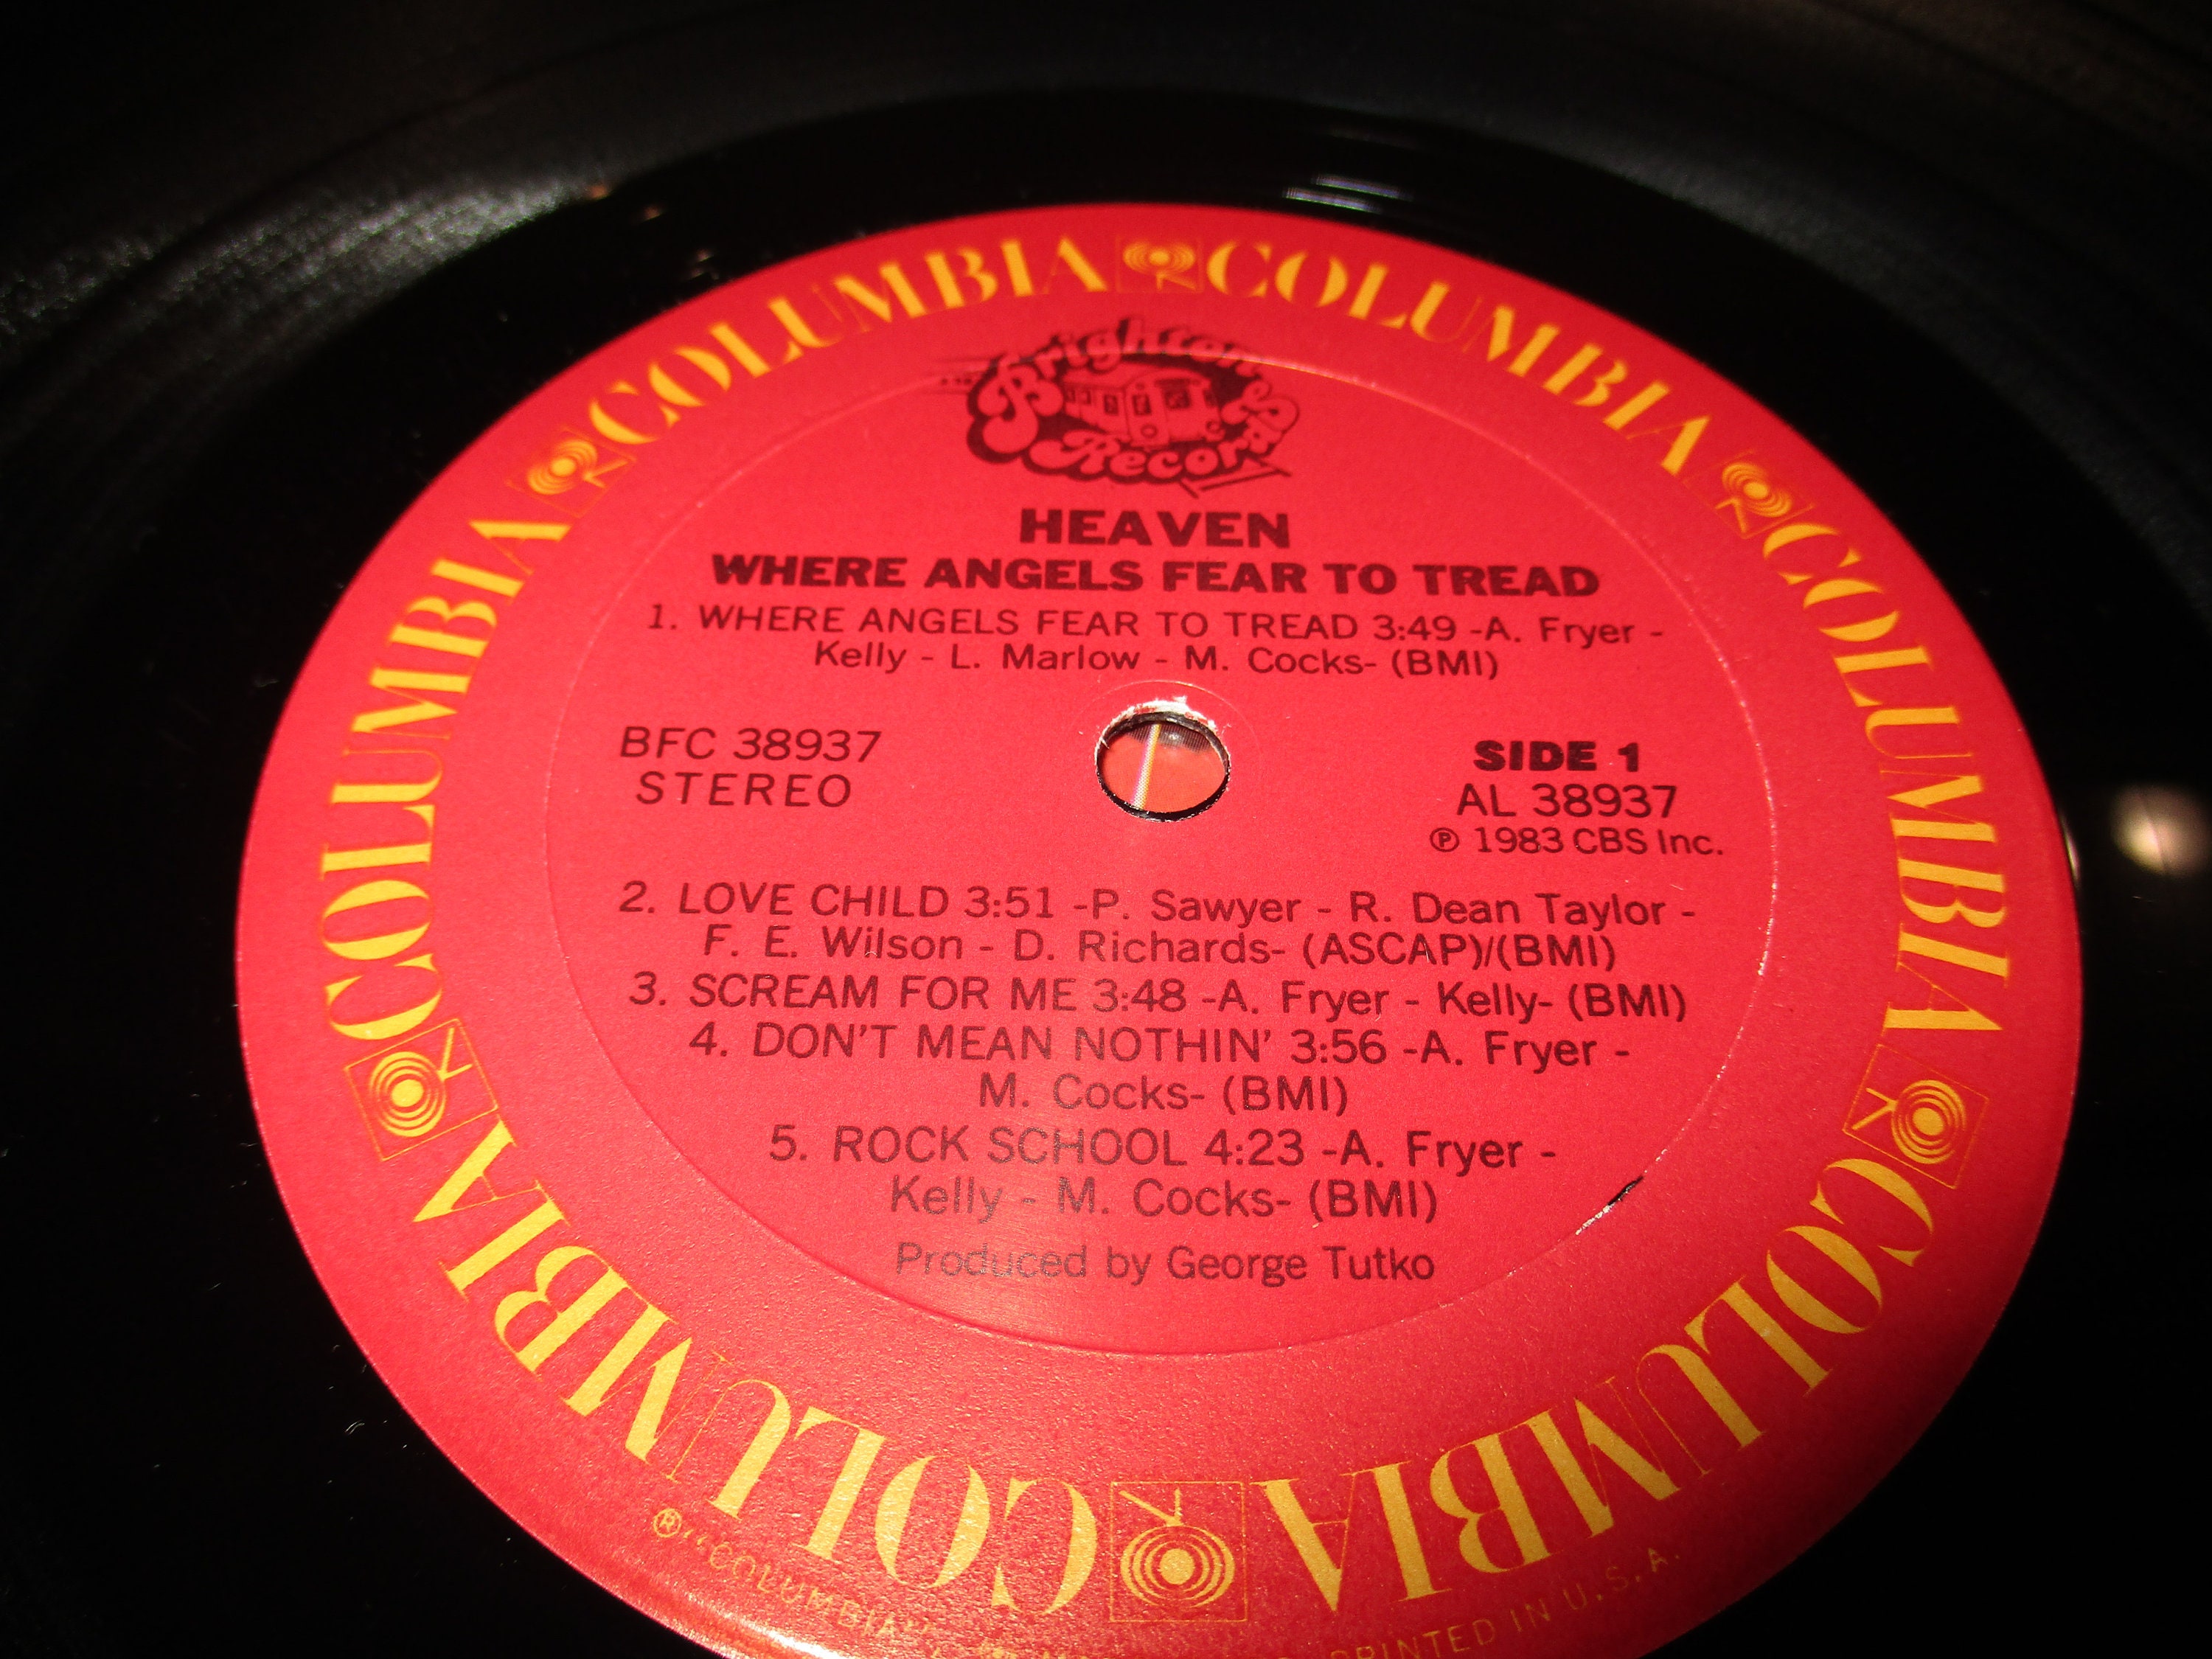 COLUMBIA COLUMBIA COLUMBIA COLUMBIA COLUMBIA COLUMBIA
Brighton Records
HEAVEN
WHERE ANGELS FEAR TO TREAD
1. WHERE ANGELS FEAR TO TREAD 3:49 -A. Fryer -
Kelly - L. Marlow - M. Cocks- (BMI)
BFC 38937
STEREO
SIDE 1
AL 38937
℗ 1983 CBS Inc.
2. LOVE CHILD 3:51 -P. Sawyer - R. Dean Taylor -
F. E. Wilson - D. Richards- (ASCAP)/(BMI)
3. SCREAM FOR ME 3:48 -A. Fryer - Kelly- (BMI)
4. DON'T MEAN NOTHIN' 3:56 -A. Fryer -
M. Cocks- (BMI)
5. ROCK SCHOOL 4:23 -A. Fryer -
Kelly - M. Cocks- (BMI)
Produced by George Tutko
® "COLUMBIA," PRINTED IN U.S.A.